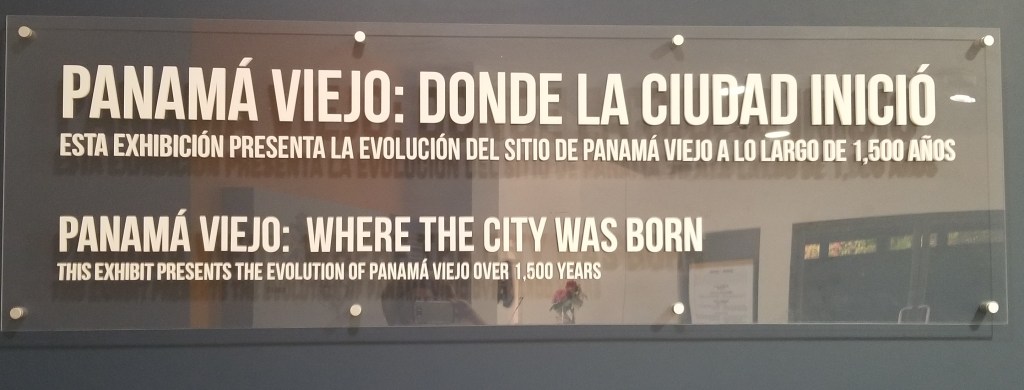 PANAMÁ VIEJO: DONDE LA CIUDAD INICIÓ
ESTA EXHIBICIÓN PRESENTA LA EVOLUCIÓN DEL SITIO DE PANAMÁ VIEJO A LO LARGO DE 1,500 AÑOS
PANAMÁ VIEJO: WHERE THE CITY WAS BORN
THIS EXHIBIT PRESENTS THE EVOLUTION OF PANAMÁ VIEJO OVER 1,500 YEARS